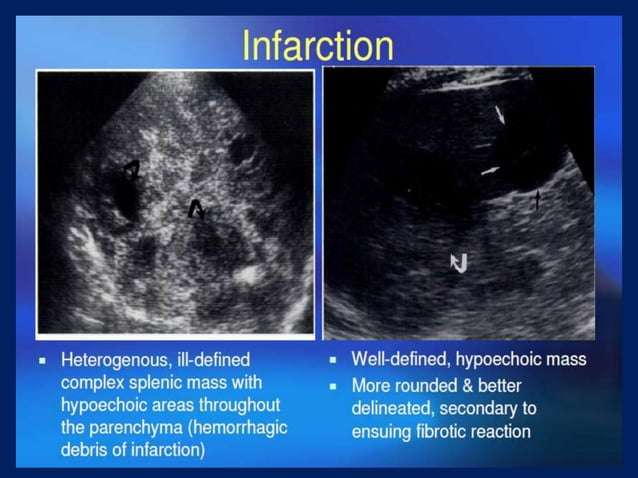 Infarction
▪ Heterogenous, ill-defined
complex splenic mass with
hypoechoic areas throughout
the parenchyma (hemorrhagic
debris of infarction)
▪ Well-defined, hypoechoic mass
▪ More rounded & better
delineated, secondary to
ensuing fibrotic reaction